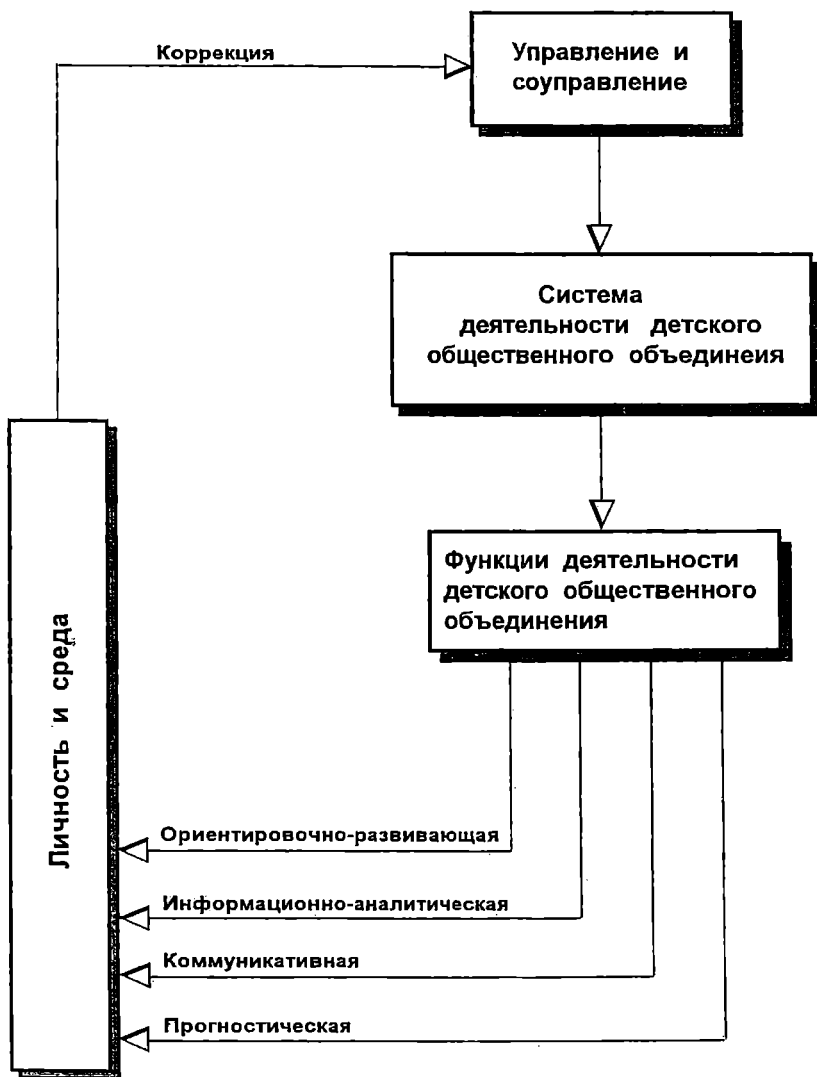 Коррекция
Управление и
соуправление
Система
деятельности детского
общественного объединеия
Функции деятельности
детского общественного
объединения
Личность и среда
Ориентировочно-развивающая
Информационно-аналитическая
Коммуникативная
Прогностическая